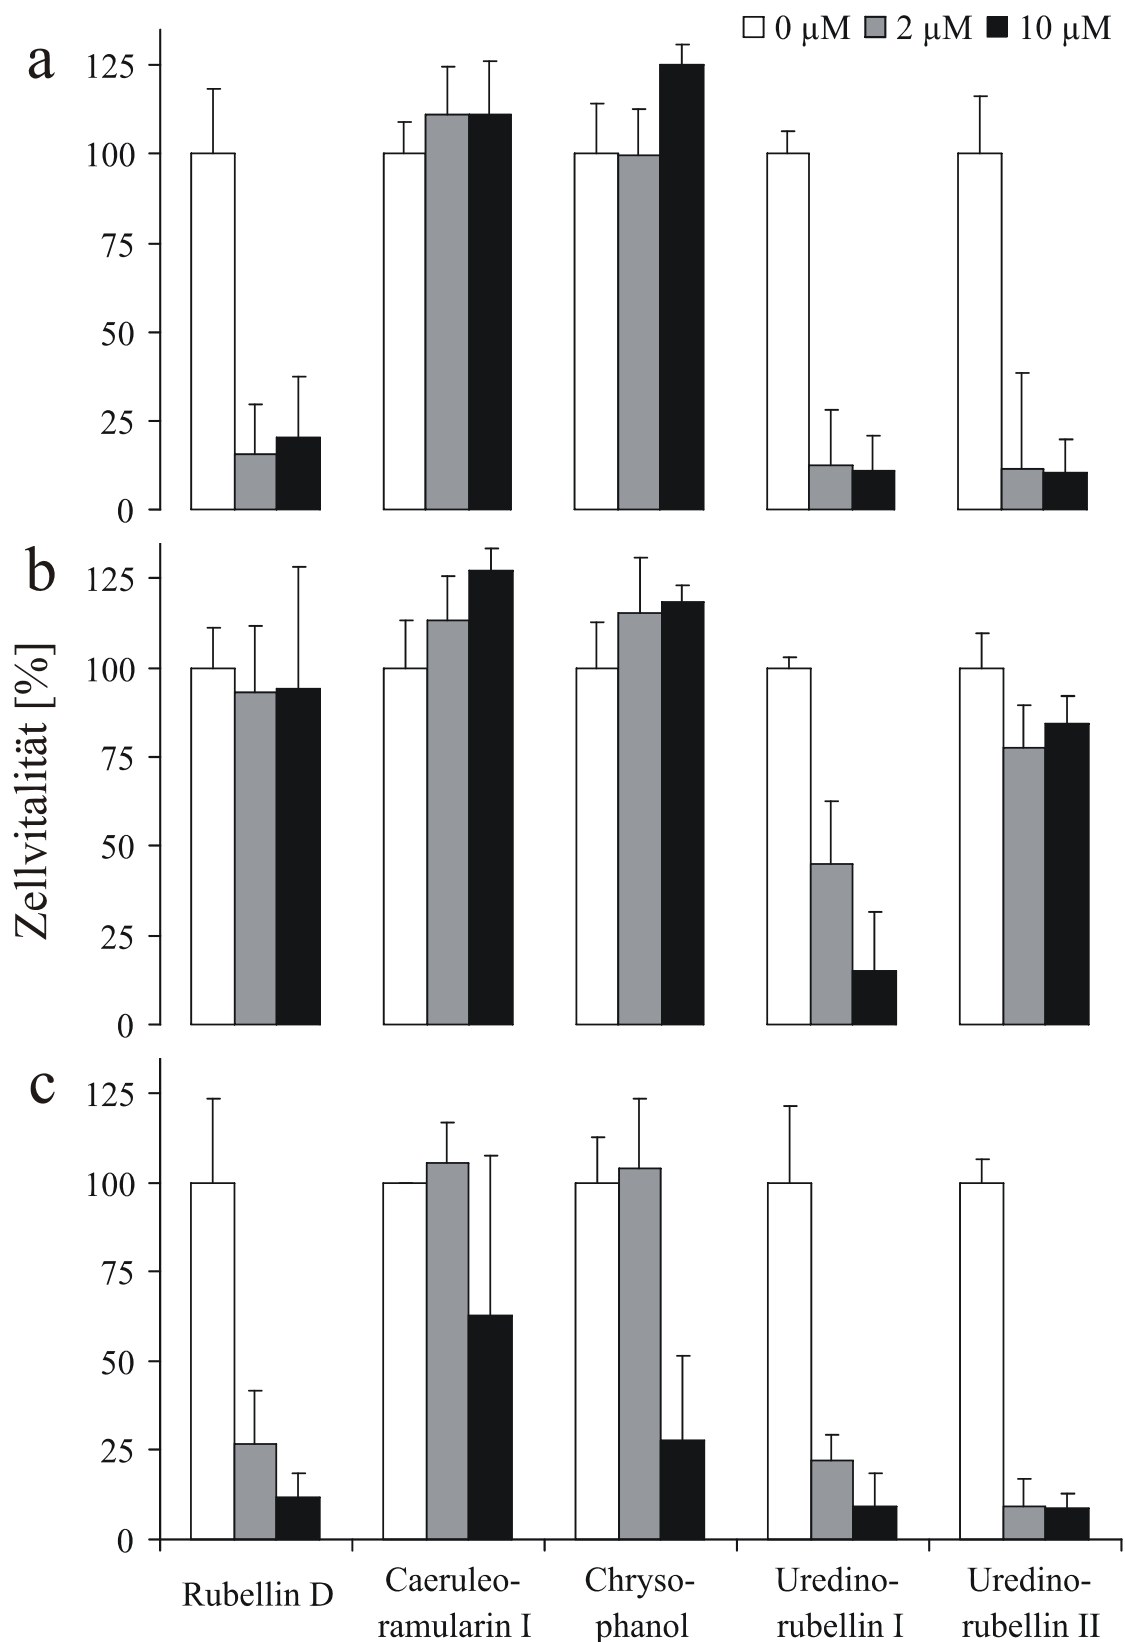 0 µM 2 µM 10 µM
a
125
100
75
50
25
0
b
125
100
75
50
25
0
Zellvitalität [%]
c
125
100
75
50
25
0
Rubellin D
Caeruleo-
ramularin I
Chryso-
phanol
Uredino-
rubellin I
Uredino-
rubellin II